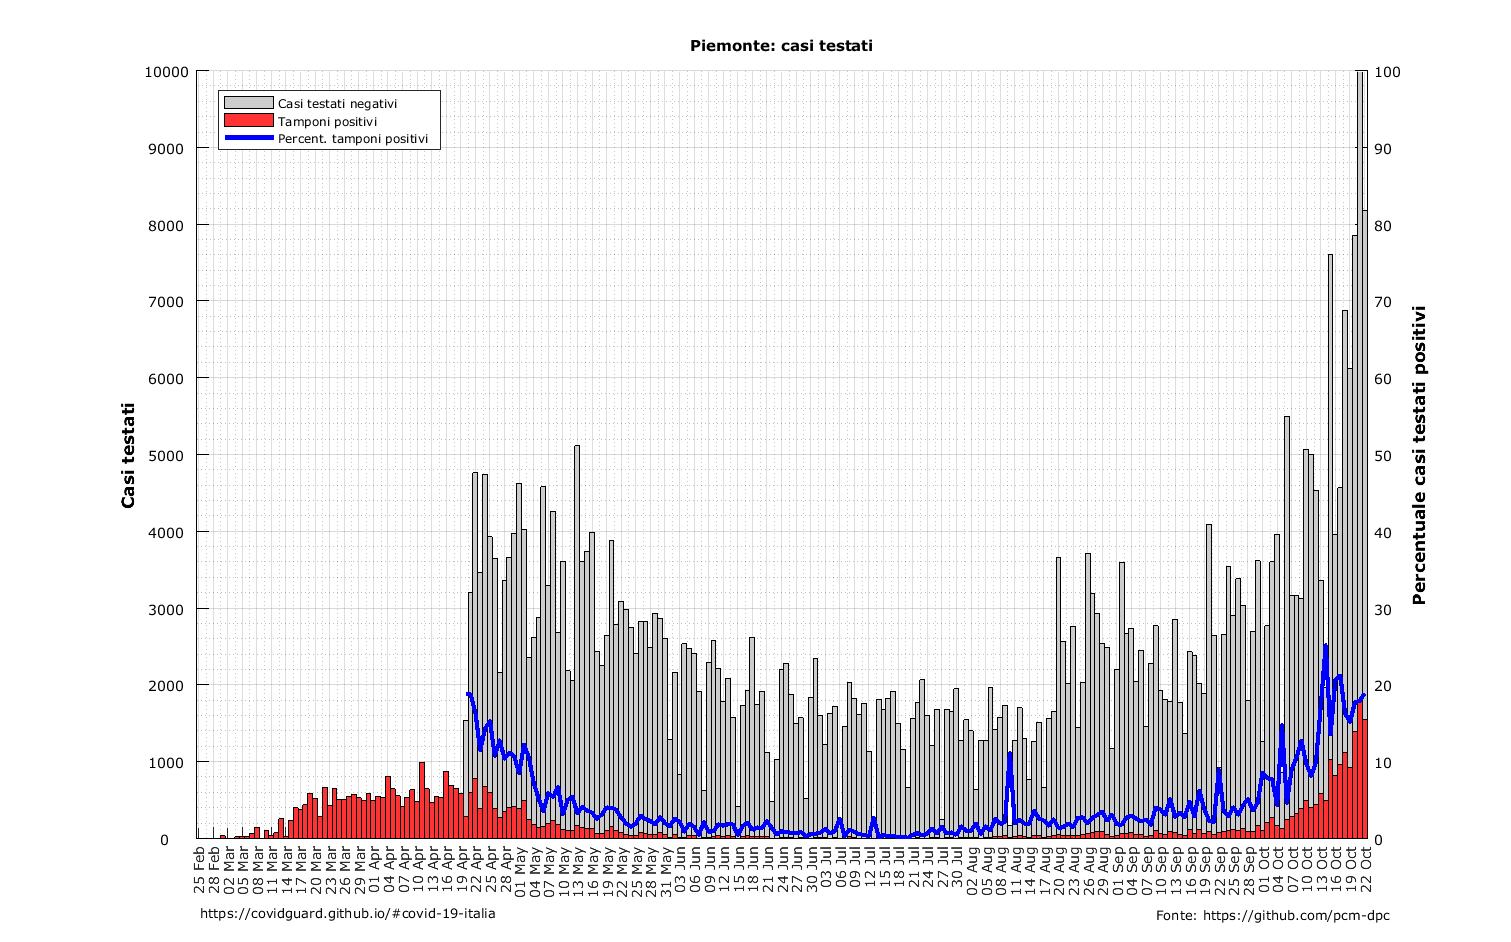 Piemonte: casi testati
10000
9000
8000
7000
6000
5000
4000
3000
2000
1000
0
100
90
80
70
60
50
40
30
20
10
0
Casi testati negativi
Tamponi positivi
Percent. tamponi positivi
Casi testati
Percentuale casi testati positivi
25 Feb
28 Feb
02 Mar
05 Mar
08 Mar
11 Mar
14 Mar
17 Mar
20 Mar
23 Mar
26 Mar
29 Mar
01 Apr
04 Apr
07 Apr
10 Apr
13 Apr
16 Apr
19 Apr
22 Apr
25 Apr
28 Apr
01 May
04 May
07 May
10 May
13 May
16 May
19 May
22 May
25 May
28 May
31 May
03 Jun
06 Jun
09 Jun
12 Jun
15 Jun
18 Jun
21 Jun
24 Jun
27 Jun
30 Jun
03 Jul
06 Jul
09 Jul
12 Jul
15 Jul
18 Jul
21 Jul
24 Jul
27 Jul
30 Jul
02 Aug
05 Aug
08 Aug
11 Aug
14 Aug
17 Aug
20 Aug
23 Aug
26 Aug
29 Aug
01 Sep
04 Sep
07 Sep
10 Sep
13 Sep
16 Sep
19 Sep
22 Sep
25 Sep
28 Sep
01 Oct
04 Oct
07 Oct
10 Oct
13 Oct
16 Oct
19 Oct
22 Oct
https://covidguard.github.io/#covid-19-italia
Fonte: https://github.com/pcm-dpc